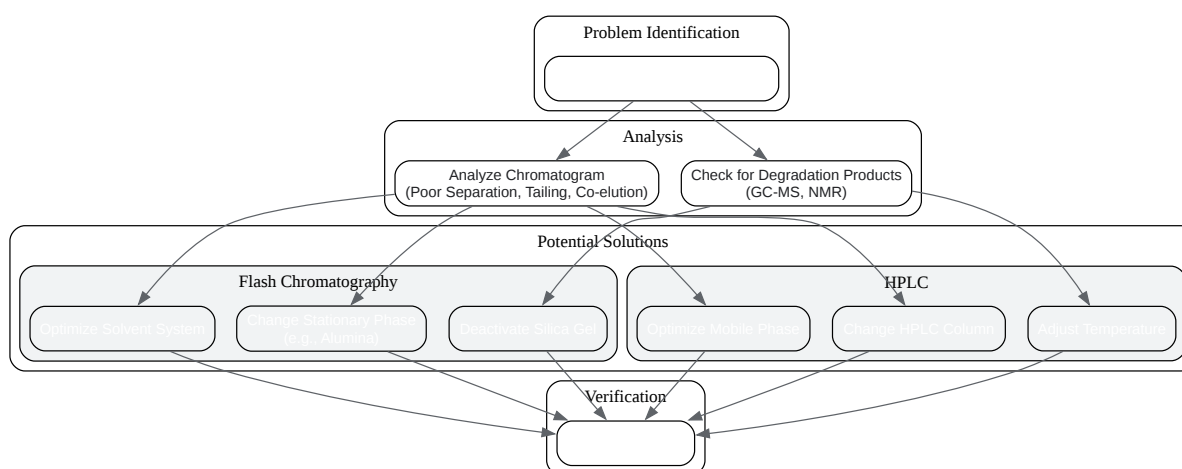 Problem Identification
Analysis
Analyze Chromatogram
(Poor Separation, Tailing, Co-elution)
Check for Degradation Products
(GC-MS, NMR)
Potential Solutions
Flash Chromatography
HPLC
Optimize Solvent System
Change Stationary Phase
(e.g., Alumina)
Deactivate Silica Gel
Optimize Mobile Phase
Change HPLC Column
Adjust Temperature
Verification